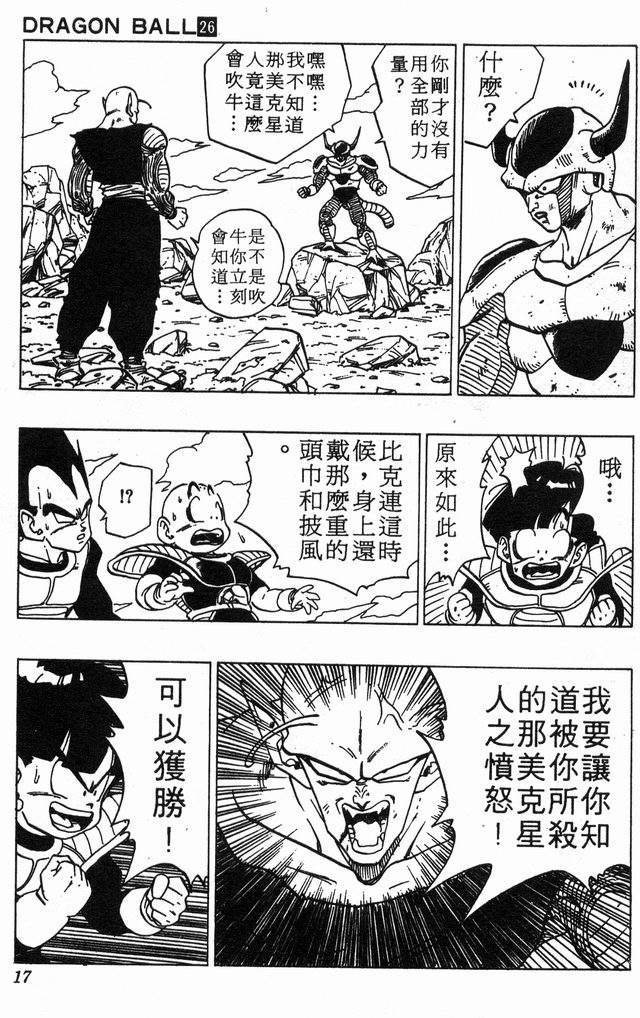 DRAGON BALL 26
什麼？
你剛才沒有
用全部的力
量？
嘿嘿…
我不知道
那美克星
人竟這麼
會吹牛…
是不是吹
牛你立刻
會知道…
哦…
原來如此…
比克連這時
候，身上還
戴那麼重的
頭巾和披風
。
!?
我要讓你知
道被你所殺
的那美克星
人之憤怒！
可以獲勝！
17